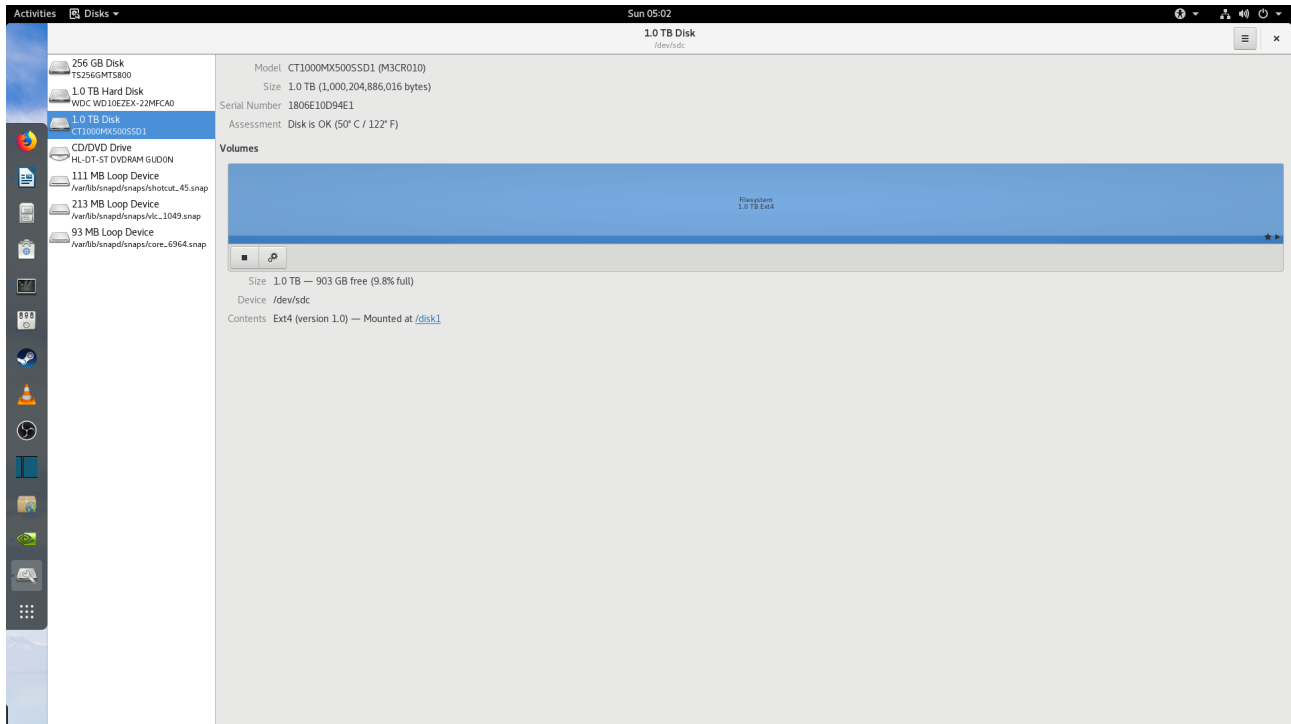 Activities Disks Sun 05:02
1.0 TB Disk
/dev/sdc
256 GB Disk
TS256GMTS800
1.0 TB Hard Disk
WDC WD10EZEX-22MFCA0
1.0 TB Disk
CT1000MX500SSD1
CD/DVD Drive
HL-DT-ST DVDRAM GUD0N
111 MB Loop Device
/var/lib/snapd/snaps/shotcut_45.snap
213 MB Loop Device
/var/lib/snapd/snaps/vlc_1049.snap
93 MB Loop Device
/var/lib/snapd/snaps/core_6964.snap
Model CT1000MX500SSD1 (M3CR010)
Size 1.0 TB (1,000,204,886,016 bytes)
Serial Number 1806E10D94E1
Assessment Disk is OK (50° C / 122° F)
Volumes
Filesystem
1.0 TB Ext4
Size 1.0 TB — 903 GB free (9.8% full)
Device /dev/sdc
Contents Ext4 (version 1.0) — Mounted at /disk1